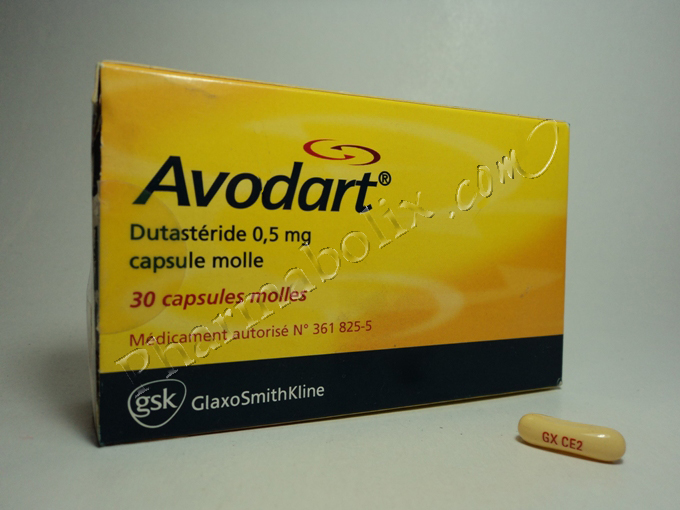 Avodart®
Dutastéride 0,5 mg
capsule molle
30 capsules molles
Médicament autorisé N° 361 825-5
gsk GlaxoSmithKline
GX CE2
Pharmabolix.com